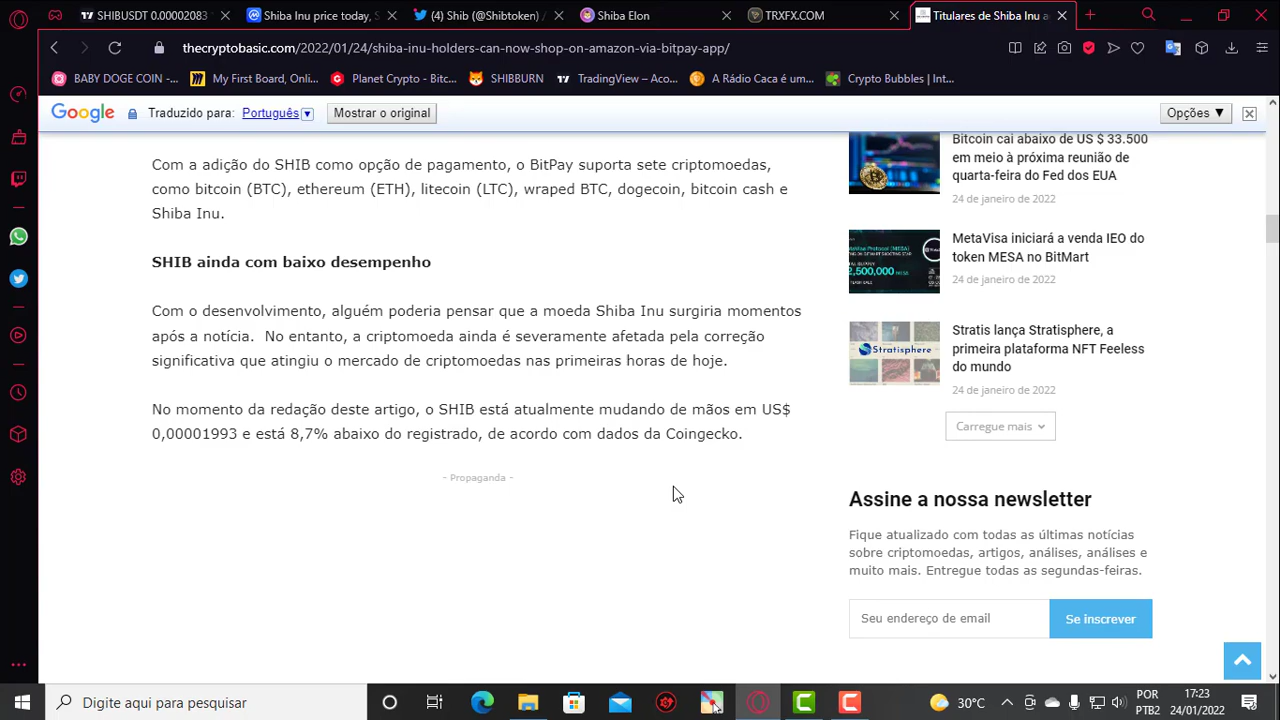 SHIBUSDT 0.00002083
Shiba Inu price today,
(4) Shib (@Shibtoken) /
Shiba Elon
TRXFX.COM
Titulares de Shiba Inu a
thecryptobasic.com/2022/01/24/shiba-inu-holders-can-now-shop-on-amazon-via-bitpay-app/
BABY DOGE COIN -...
My First Board, Onli...
Planet Crypto - Bitc...
SHIBBURN
TradingView – Aco...
A Rádio Caca é um...
Crypto Bubbles | Int...
Google
Traduzido para: Português
Mostrar o original
Opções ▼
Com a adição do SHIB como opção de pagamento, o BitPay suporta sete criptomoedas,
como bitcoin (BTC), ethereum (ETH), litecoin (LTC), wraped BTC, dogecoin, bitcoin cash e
Shiba Inu.
SHIB ainda com baixo desempenho
Com o desenvolvimento, alguém poderia pensar que a moeda Shiba Inu surgiria momentos
após a notícia. No entanto, a criptomoeda ainda é severamente afetada pela correção
significativa que atingiu o mercado de criptomoedas nas primeiras horas de hoje.
No momento da redação deste artigo, o SHIB está atualmente mudando de mãos em US$
0,00001993 e está 8,7% abaixo do registrado, de acordo com dados da Coingecko.
- Propaganda -
Bitcoin cai abaixo de US $ 33.500
em meio à próxima reunião de
quarta-feira do Fed dos EUA
24 de janeiro de 2022
MetaVisa iniciará a venda IEO do
token MESA no BitMart
24 de janeiro de 2022
Stratisphere
Stratis lança Stratisphere, a
primeira plataforma NFT Feeless
do mundo
24 de janeiro de 2022
Carregue mais
Assine a nossa newsletter
Fique atualizado com todas as últimas notícias
sobre criptomoedas, artigos, análises, análises e
muito mais. Entregue todas as segundas-feiras.
Seu endereço de email
Se inscrever
Digite aqui para pesquisar
30°C
POR
PTB2
17:23
24/01/2022